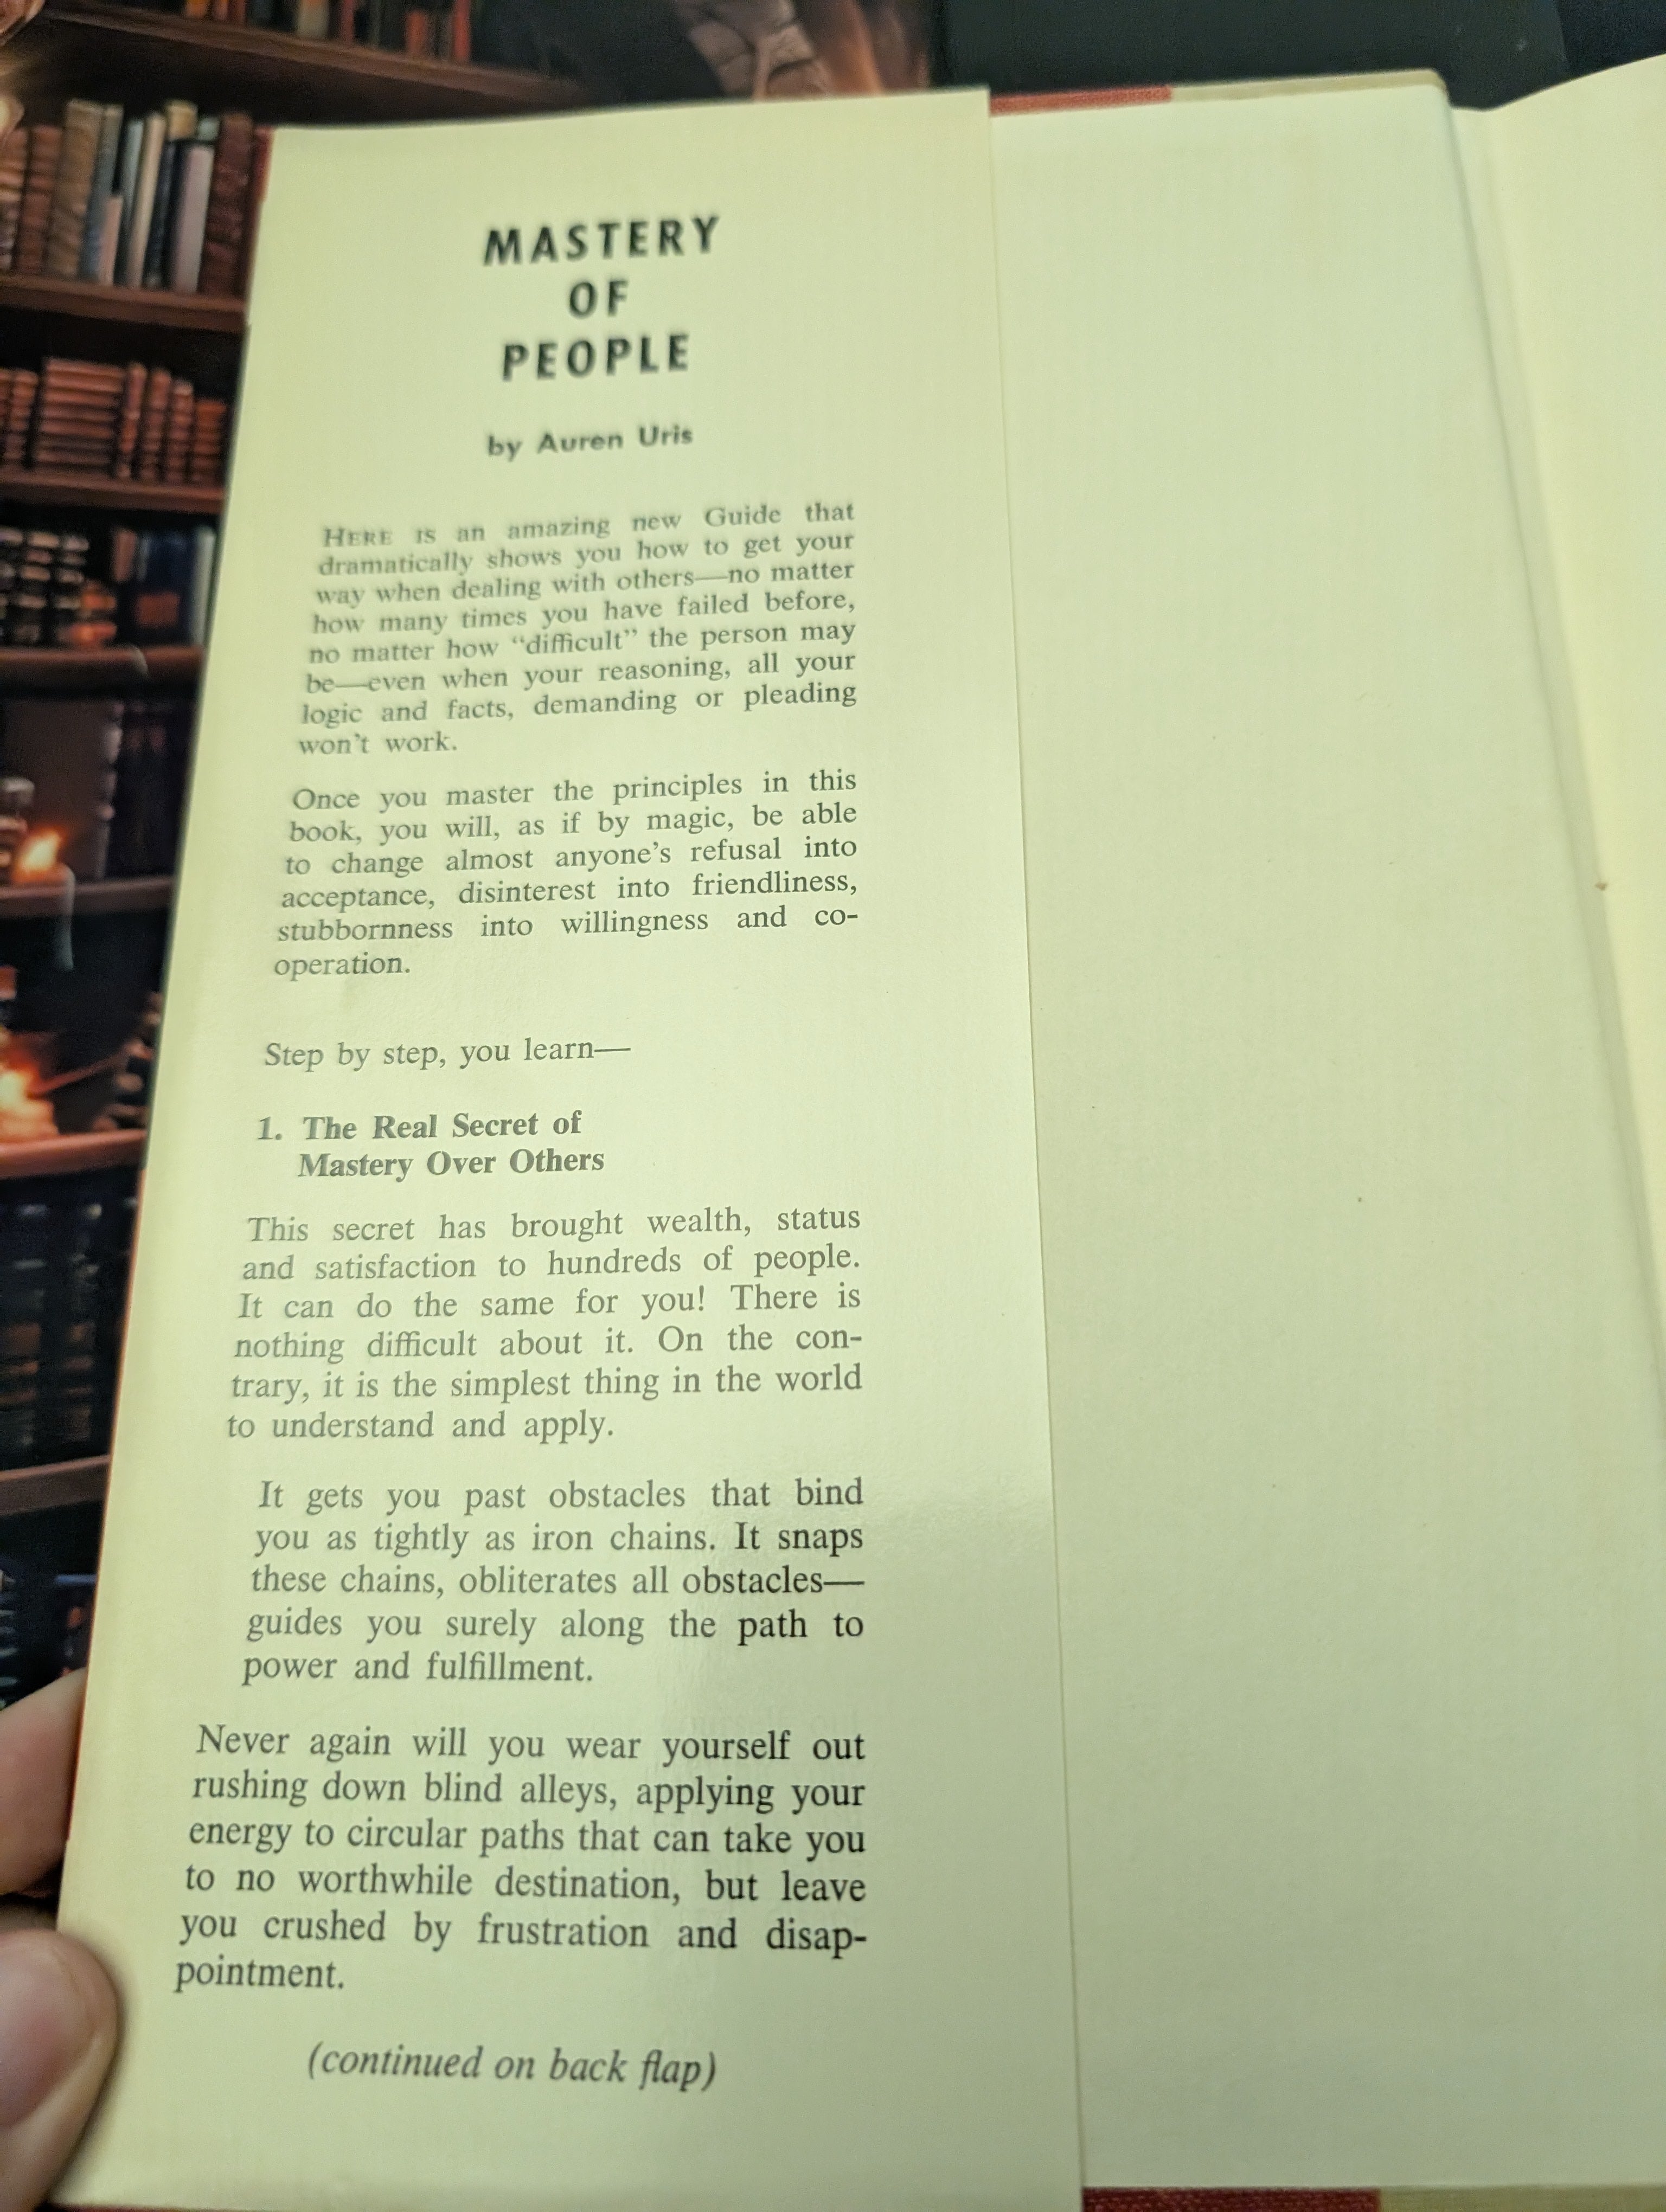 MASTERY
OF
PEOPLE
by Auren Uris
HERE IS an amazing new Guide that
dramatically shows you how to get your
way when dealing with others—no matter
how many times you have failed before,
no matter how “difficult” the person may
be—even when your reasoning, all your
logic and facts, demanding or pleading
won’t work.
Once you master the principles in this
book, you will, as if by magic, be able
to change almost anyone’s refusal into
acceptance, disinterest into friendliness,
stubbornness into willingness and co-
operation.
Step by step, you learn—
1. The Real Secret of
Mastery Over Others
This secret has brought wealth, status
and satisfaction to hundreds of people.
It can do the same for you! There is
nothing difficult about it. On the con-
trary, it is the simplest thing in the world
to understand and apply.
It gets you past obstacles that bind
you as tightly as iron chains. It snaps
these chains, obliterates all obstacles—
guides you surely along the path to
power and fulfillment.
Never again will you wear yourself out
rushing down blind alleys, applying your
energy to circular paths that can take you
to no worthwhile destination, but leave
you crushed by frustration and disap-
pointment.
(continued on back flap)